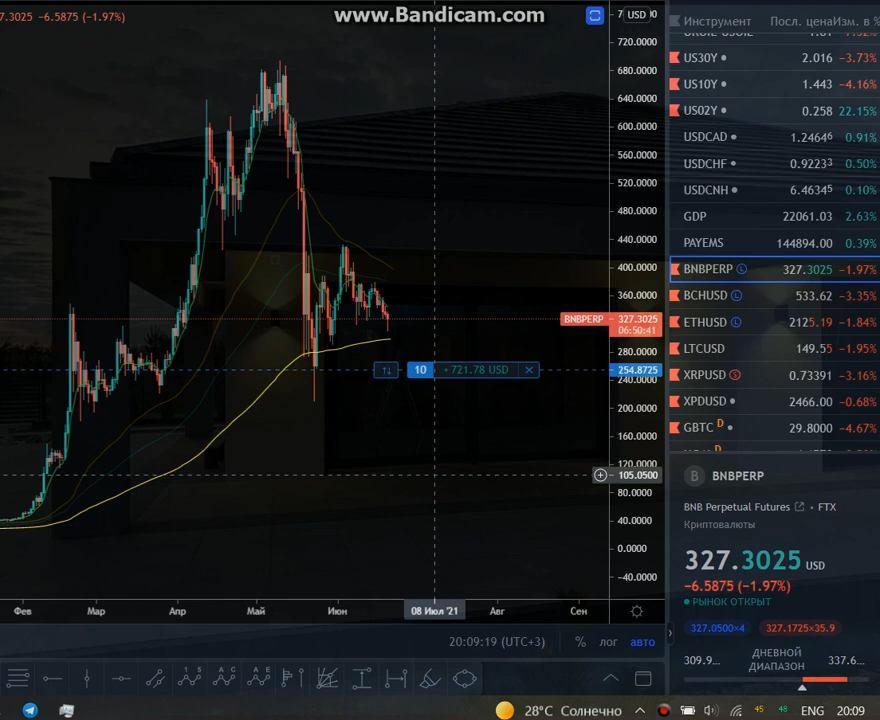 www.Bandicam.com
7.3025 −6.5875 (−1.97%)
USD
720.0000
680.0000
640.0000
600.0000
560.0000
520.0000
480.0000
440.0000
400.0000
360.0000
BNBPERP 327.3025
06:50:41
280.0000
10 +721.78 USD
254.8725
240.0000
200.0000
160.0000
120.0000
105.0500
80.0000
40.0000
0.0000
−40.0000
Фев Мар Апр Май Июн 08 Июл '21 Авг Сен
20:09:19 (UTC+3) % лог авто
Инструмент Посл. цена Изм. в %
US30Y 2.016 −3.73%
US10Y 1.443 −4.16%
US02Y 0.258 22.15%
USDCAD 1.24646 0.91%
USDCHF 0.92233 0.50%
USDCNH 6.46345 0.10%
GDP 22061.03 2.63%
PAYEMS 144894.00 0.39%
BNBPERP L 327.3025 −1.97%
BCHUSD L 533.62 −3.35%
ETHUSD L 2125.19 −1.84%
LTCUSD 149.55 −1.95%
XRPUSD S 0.73391 −3.16%
XPDUSD 2466.00 −0.68%
GBTC D 29.8000 −4.67%
B BNBPERP
BNB Perpetual Futures • FTX
Криптовалюты
327.3025 USD
−6.5875 (−1.97%)
РЫНОК ОТКРЫТ
327.0500×4 327.1725×35.9
309.9... ДНЕВНОЙ ДИАПАЗОН 337.6...
28°C Солнечно 45 48 ENG 20:09